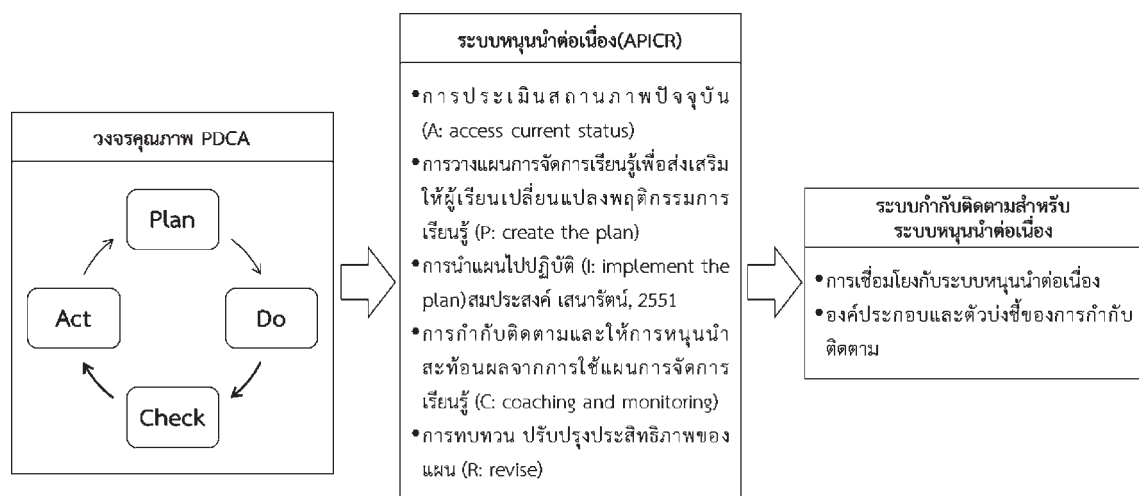 วงจรคุณภาพ PDCA
Plan
Do
Check
Act
ระบบหนุนนำต่อเนื่อง(APICR)
•การประเมินสถานภาพปัจจุบัน
(A: access current status)
•การวางแผนการจัดการเรียนรู้เพื่อส่งเสริม
ให้ผู้เรียนเปลี่ยนแปลงพฤติกรรมการ
เรียนรู้ (P: create the plan)
•การนำแผนไปปฏิบัติ (I: implement the
plan)สมประสงค์ เสนารัตน์, 2551
•การกำกับติดตามและให้การหนุนนำ
สะท้อนผลจากการใช้แผนการจัดการ
เรียนรู้ (C: coaching and monitoring)
•การทบทวน ปรับปรุงประสิทธิภาพของ
แผน (R: revise)
ระบบกำกับติดตามสำหรับ
ระบบหนุนนำต่อเนื่อง
•การเชื่อมโยงกับระบบหนุนนำต่อเนื่อง
•องค์ประกอบและตัวบ่งชี้ของการกำกับ
ติดตาม